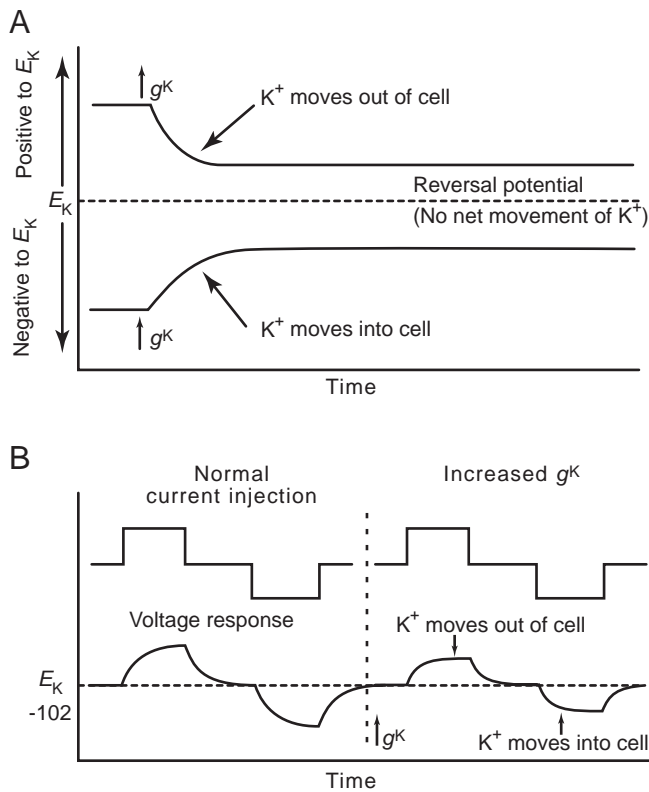 A
Positive to E_K
↑ g^K
K⁺ moves out of cell
E_K
Reversal potential
(No net movement of K⁺)
Negative to E_K
↑ g^K
K⁺ moves into cell
Time
B
Normal
current injection
Increased g^K
Voltage response
K⁺ moves out of cell
E_K
-102
↑ g^K
K⁺ moves into cell
Time